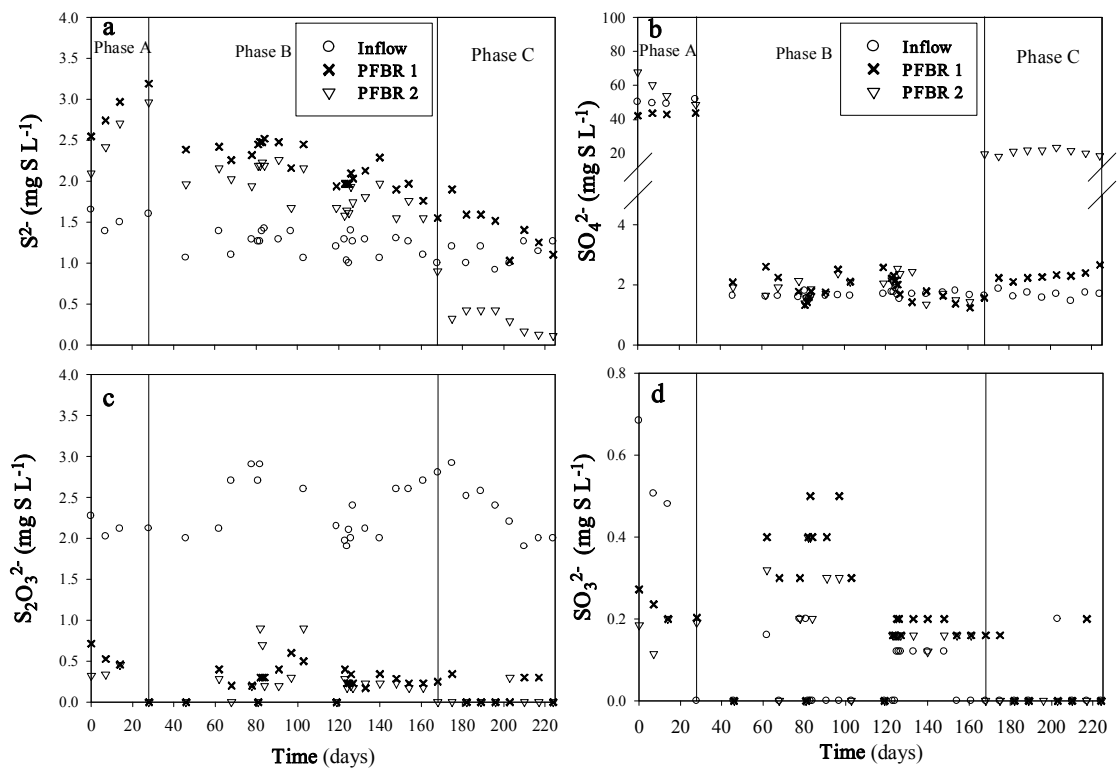 a
Phase A
Phase B
Phase C
Inflow
PFBR 1
PFBR 2
4.0
3.5
3.0
2.5
2.0
1.5
1.0
0.5
0.0
S²⁻ (mg S L⁻¹)
b
Phase A
Phase B
Phase C
Inflow
PFBR 1
PFBR 2
100
80
60
40
20
4
2
0
SO₄²⁻ (mg S L⁻¹)
c
4.0
3.5
3.0
2.5
2.0
1.5
1.0
0.5
0.0
S₂O₃²⁻ (mg S L⁻¹)
0 20 40 60 80 100 120 140 160 180 200 220
Time (days)
d
0.8
0.6
0.4
0.2
0.0
SO₃²⁻ (mg S L⁻¹)
0 20 40 60 80 100 120 140 160 180 200 220
Time (days)